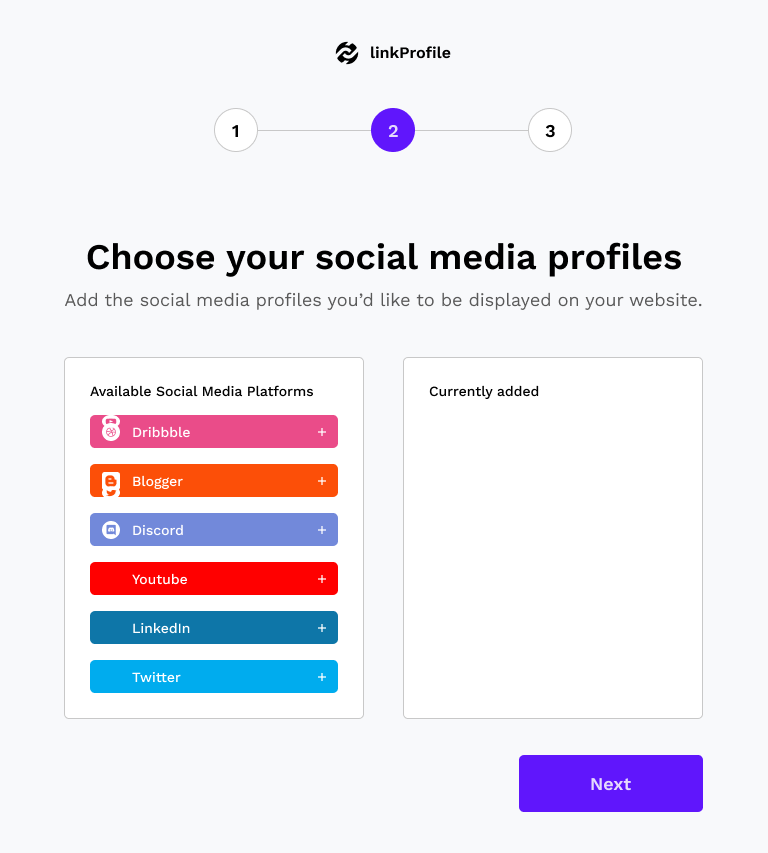 linkProfile
1
2
3
Choose your social media profiles
Add the social media profiles you’d like to be displayed on your website.
Available Social Media Platforms
Dribbble +
Blogger +
Discord +
Youtube +
LinkedIn +
Twitter +
Currently added
Next